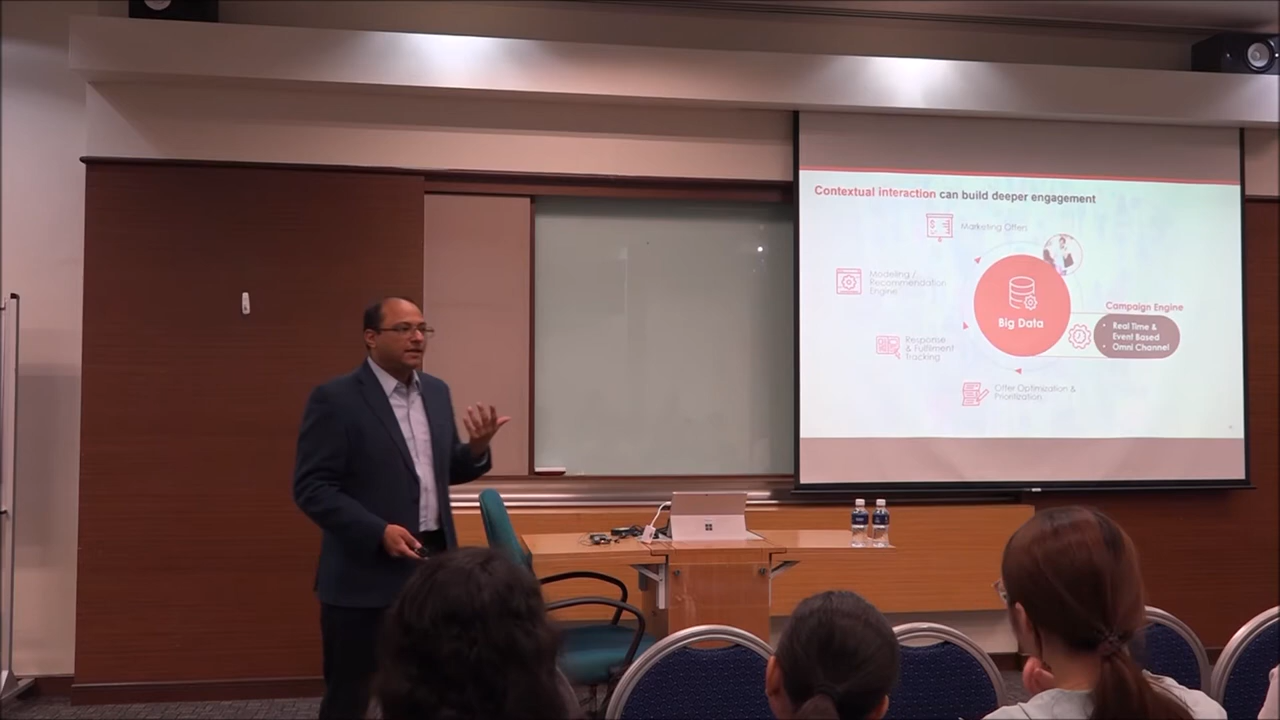 Contextual interaction can build deeper engagement
Marketing Offers
Modeling /
Recommendation
Engine
Big Data
Campaign Engine
• Real Time &
Event Based
• Omni Channel
Response
& Fulfilment
Tracking
Offer Optimization &
Prioritization